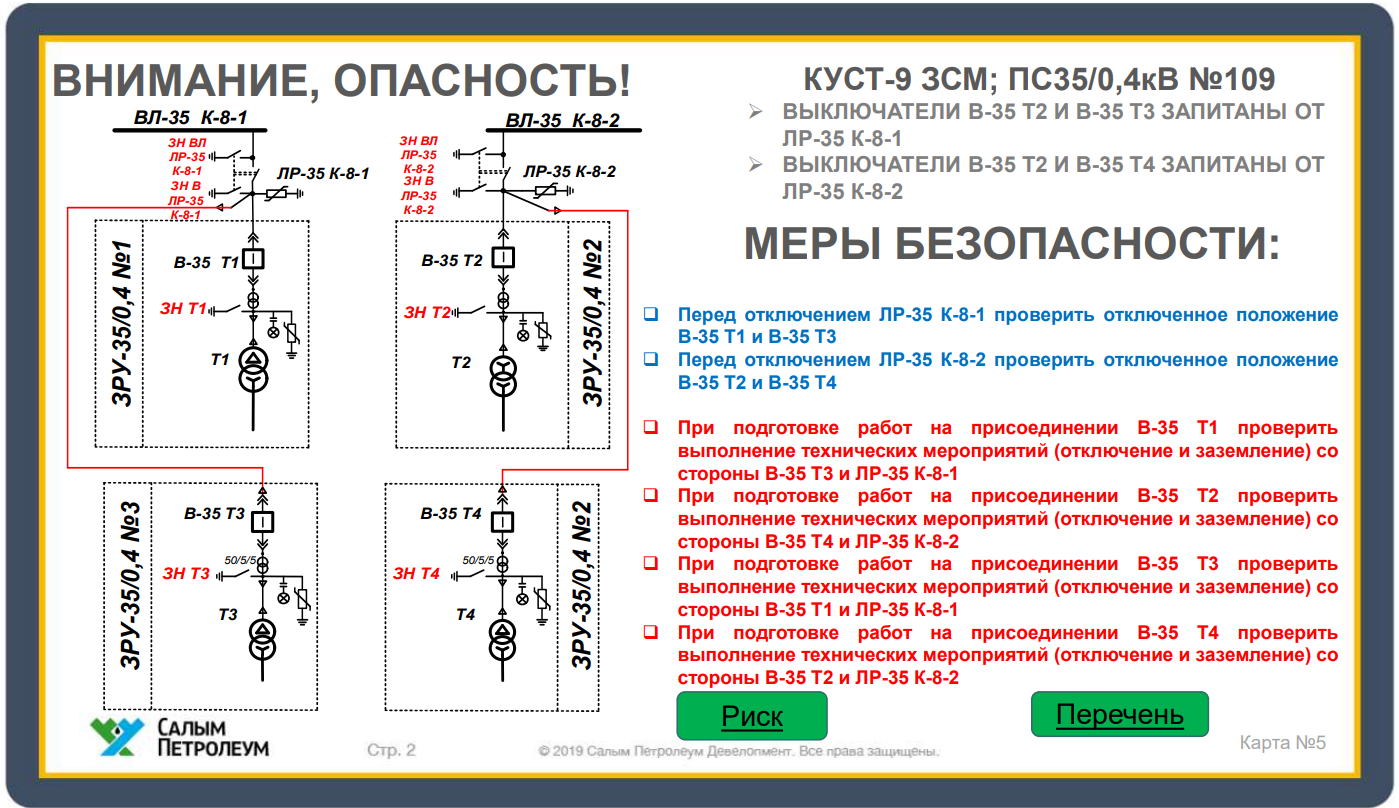 ВНИМАНИЕ, ОПАСНОСТЬ!
ВЛ-35 К-8-1
ВЛ-35 К-8-2
ЗН ВЛ
ЛР-35
К-8-1
ЗН В
ЛР-35
К-8-1
ЛР-35 К-8-1
ЗН ВЛ
ЛР-35
К-8-2
ЗН В
ЛР-35
К-8-2
ЛР-35 К-8-2
ЗРУ-35/0,4 №1
В-35 Т1
ЗН Т1
Т1
В-35 Т2
ЗН Т2
Т2
ЗРУ-35/0,4 №2
ЗРУ-35/0,4 №3
В-35 Т3
50/5/5
ЗН Т3
Т3
В-35 Т4
50/5/5
ЗН Т4
Т4
ЗРУ-35/0,4 №2
КУСТ-9 ЗСМ; ПС35/0,4кВ №109
ВЫКЛЮЧАТЕЛИ В-35 Т2 И В-35 Т3 ЗАПИТАНЫ ОТ
ЛР-35 К-8-1
ВЫКЛЮЧАТЕЛИ В-35 Т2 И В-35 Т4 ЗАПИТАНЫ ОТ
ЛР-35 К-8-2
МЕРЫ БЕЗОПАСНОСТИ:
Перед отключением ЛР-35 К-8-1 проверить отключенное положение
В-35 Т1 и В-35 Т3
Перед отключением ЛР-35 К-8-2 проверить отключенное положение
В-35 Т2 и В-35 Т4
При подготовке работ на присоединении В-35 Т1 проверить
выполнение технических мероприятий (отключение и заземление) со
стороны В-35 Т3 и ЛР-35 К-8-1
При подготовке работ на присоединении В-35 Т2 проверить
выполнение технических мероприятий (отключение и заземление) со
стороны В-35 Т4 и ЛР-35 К-8-2
При подготовке работ на присоединении В-35 Т3 проверить
выполнение технических мероприятий (отключение и заземление) со
стороны В-35 Т1 и ЛР-35 К-8-1
При подготовке работ на присоединении В-35 Т4 проверить
выполнение технических мероприятий (отключение и заземление) со
стороны В-35 Т2 и ЛР-35 К-8-2
Риск
Перечень
САЛЫМ
ПЕТРОЛЕУМ
Стр. 2
© 2019 Салым Петролеум Девелопмент. Все права защищены.
Карта №5